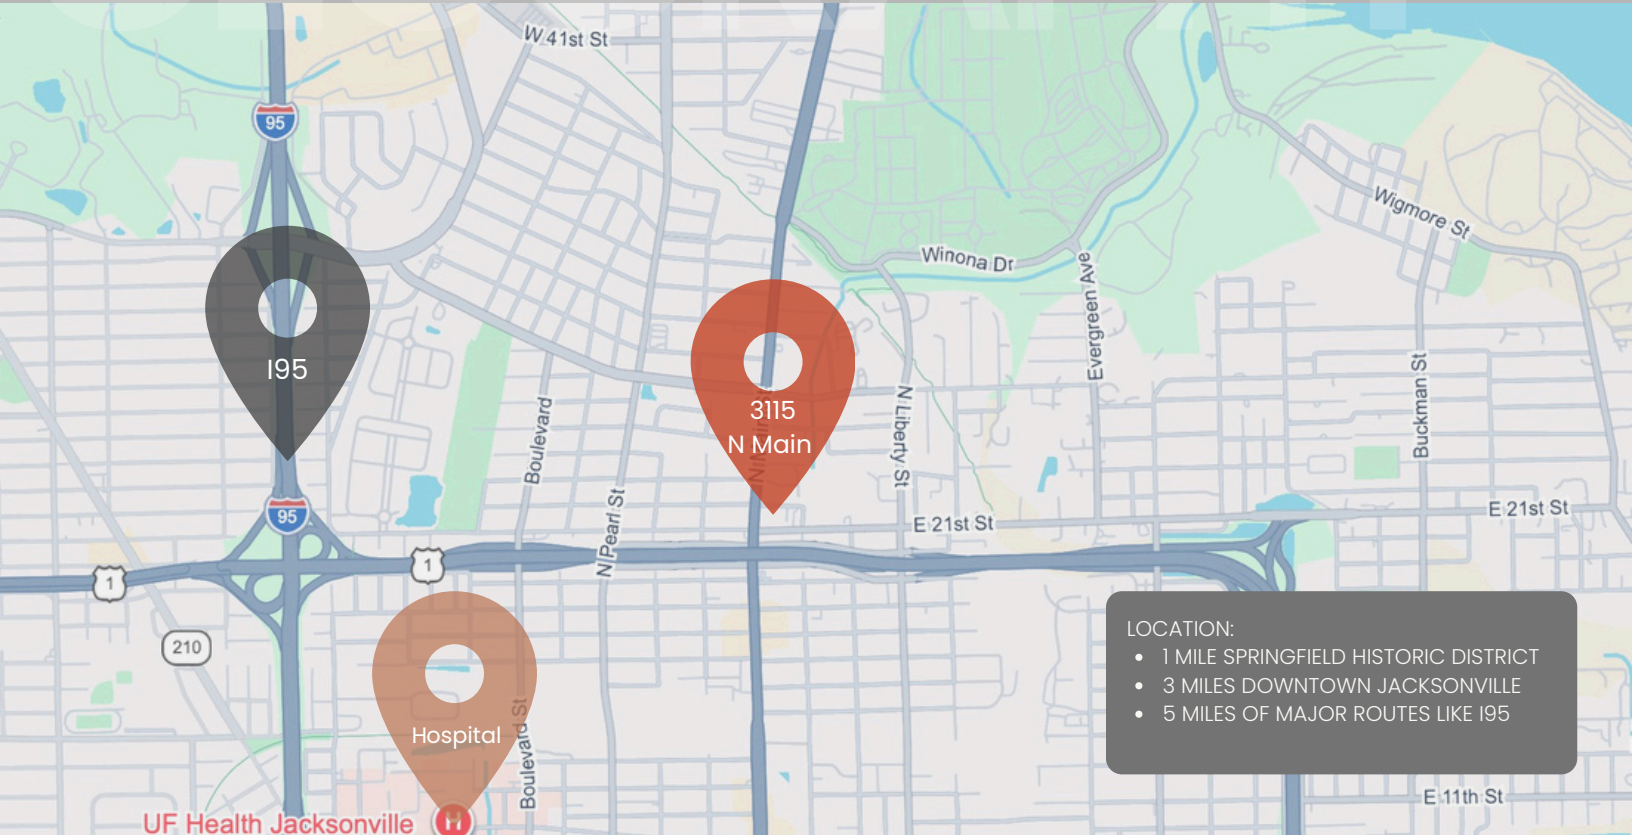 W 41st St
95
Wigmore St
Winona Dr
Evergreen Ave
I95
3115
N Main
N Main St
Boulevard
N Liberty St
Buckman St
N Pearl St
95
E 21st St
E 21st St
1
1
210
Hospital
Boulevard St
H
UF Health Jacksonville
LOCATION:
• 1 MILE SPRINGFIELD HISTORIC DISTRICT
• 3 MILES DOWNTOWN JACKSONVILLE
• 5 MILES OF MAJOR ROUTES LIKE I95
E 11th St